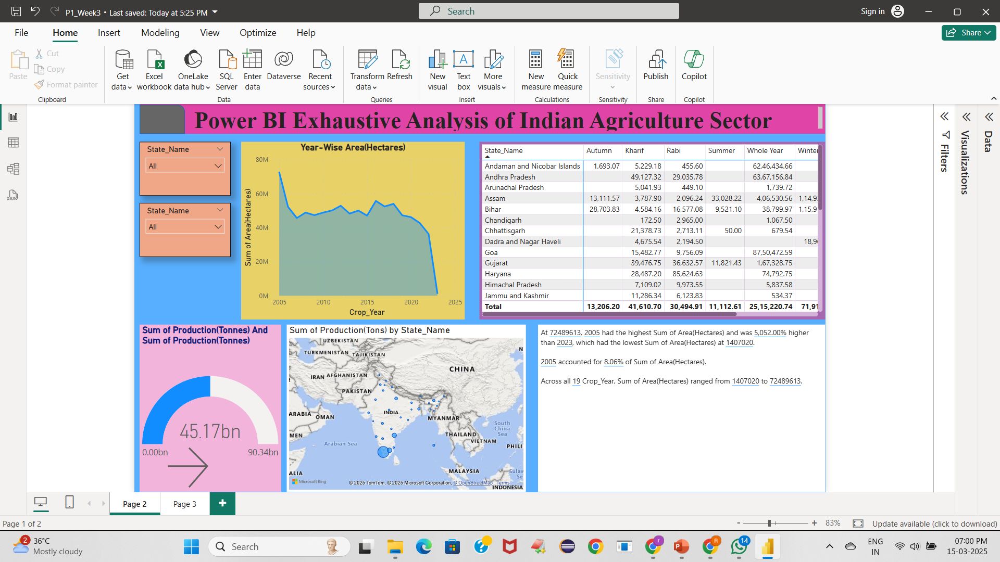 P1_Week3 • Last saved: Today at 5:25 PM
Search
Sign in
File Home Insert Modeling View Optimize Help
Share
Paste
Cut
Copy
Format painter
Clipboard
Get data
Excel workbook
OneLake data hub
SQL Server
Enter data
Dataverse
Recent sources
Data
Transform data
Refresh
Queries
New visual
Text box
More visuals
Insert
New measure
Quick measure
Calculations
Sensitivity
Sensitivity
Publish
Share
Copilot
Copilot
DAX
Power BI Exhaustive Analysis of Indian Agriculture Sector
State_Name
All
State_Name
All
Year-Wise Area(Hectares)
Sum of Area(Hectares)
80M
60M
40M
20M
0M
2005 2010 2015 2020 2025
Crop_Year
State_Name Autumn Kharif Rabi Summer Whole Year Winter
Andaman and Nicobar Islands 1,693.07 5,229.18 455.60 62,46,434.66
Andhra Pradesh 49,127.32 29,035.78 63,67,156.84
Arunachal Pradesh 5,041.93 449.10 1,739.72
Assam 13,111.57 3,787.90 2,096.24 33,028.22 4,06,530.56 1,14,9
Bihar 28,703.83 4,584.16 16,577.08 9,521.10 38,799.97 1,15,9
Chandigarh 172.50 2,965.00 1,067.50
Chhattisgarh 21,378.73 2,713.11 50.00 679.54
Dadra and Nagar Haveli 4,675.54 2,194.50 18,9
Goa 15,482.77 9,756.09 87,50,472.59
Gujarat 39,476.75 36,632.57 11,821.43 1,67,328.75
Haryana 28,487.20 85,624.63 74,792.75
Himachal Pradesh 7,109.02 9,973.55 5,837.58
Jammu and Kashmir 11,286.34 6,123.83 534.37
Total 13,206.20 41,610.70 30,494.91 11,112.61 25,15,220.74 71,91
Filters
Visualizations
Data
Sum of Production(Tonnes) And
Sum of Production(Tonnes)
45.17bn
0.00bn 90.34bn
Sum of Production(Tons) by State_Name
UZBEKISTAN
TURKMENISTAN TAJIKISTAN
CHINA
IRAN AFGHANISTAN
PAKISTAN
INDIA
ARABIA OMAN
MYANMAR
South
China
Sea
MEN
THAILAND
VIETNAM
Arabian Sea
PHILI
MALAYSIA
Sulaw
Se
ALIA
INDONESIA
Microsoft Bing
© 2025 TomTom, © 2025 Microsoft Corporation, © OpenStreetMap Terms
At 72489613, 2005 had the highest Sum of Area(Hectares) and was 5,052.00% higher
than 2023, which had the lowest Sum of Area(Hectares) at 1407020.
2005 accounted for 8.06% of Sum of Area(Hectares).
Across all 19 Crop_Year, Sum of Area(Hectares) ranged from 1407020 to 72489613.
Page 2
Page 3
+
Page 1 of 2
- + 83%
Update available (click to download)
2
36°C
Mostly cloudy
Search
14
ENG
IN
07:00 PM
15-03-2025